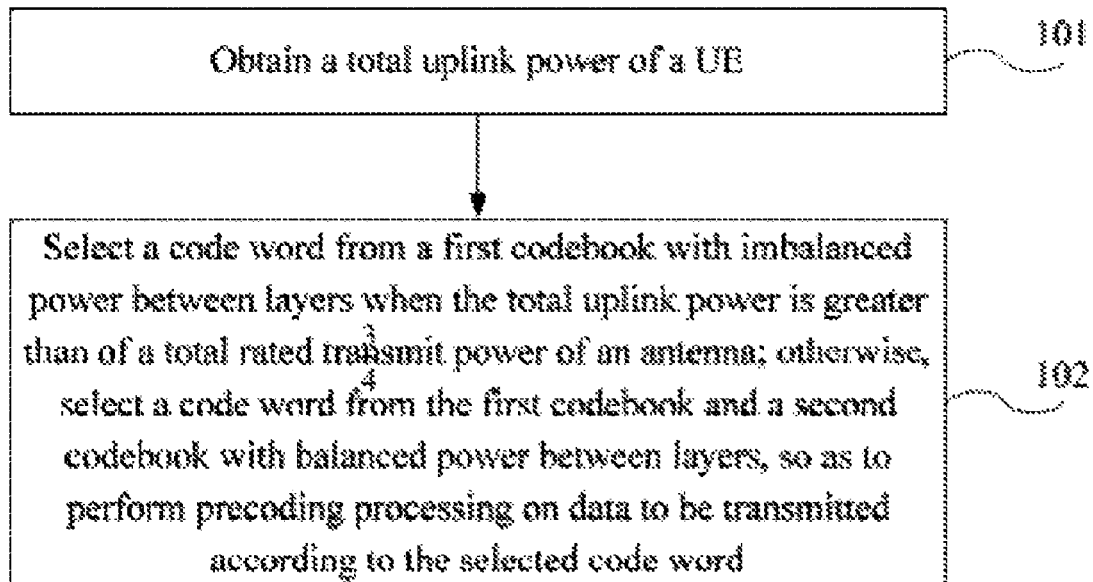 Obtain a total uplink power of a UE
101
Select a code word from a first codebook with imbalanced
power between layers when the total uplink power is greater
than of a total rated transmit power of an antenna; otherwise,
3
4
select a code word from the first codebook and a second
codebook with balanced power between layers, so as to
perform precoding processing on data to be transmitted
according to the selected code word
102